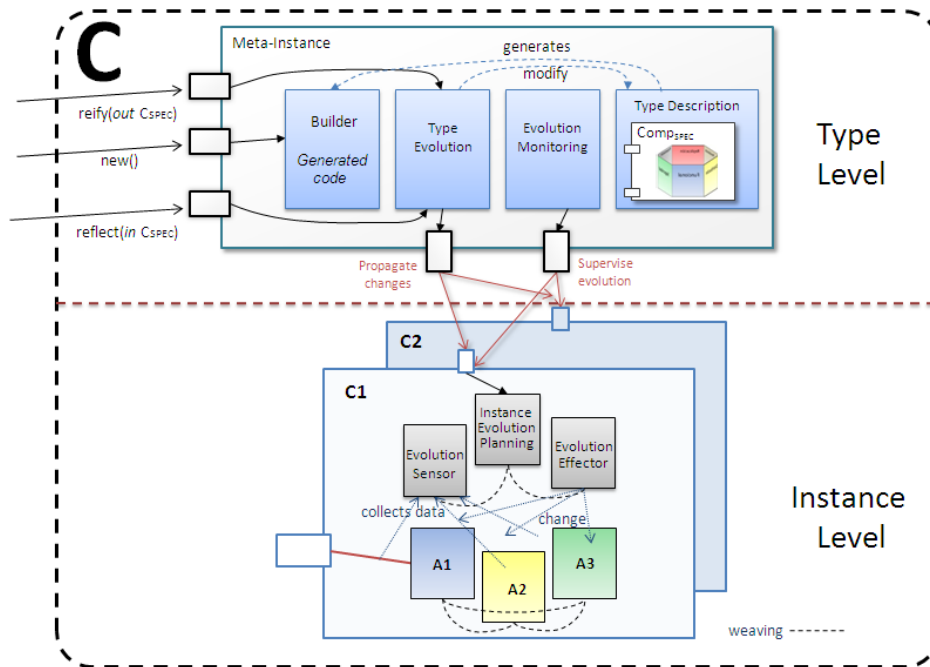 C
Meta-Instance
generates
modify
reify(out CSPEC)
new()
reflect(in CSPEC)
Builder
Generated
code
Type
Evolution
Evolution
Monitoring
Type Description
CompSPEC
Type
Level
Propagate
changes
Supervise
evolution
C2
C1
Instance
Evolution
Planning
Evolution
Sensor
Evolution
Effector
collects data
change
A1
A2
A3
Instance
Level
weaving